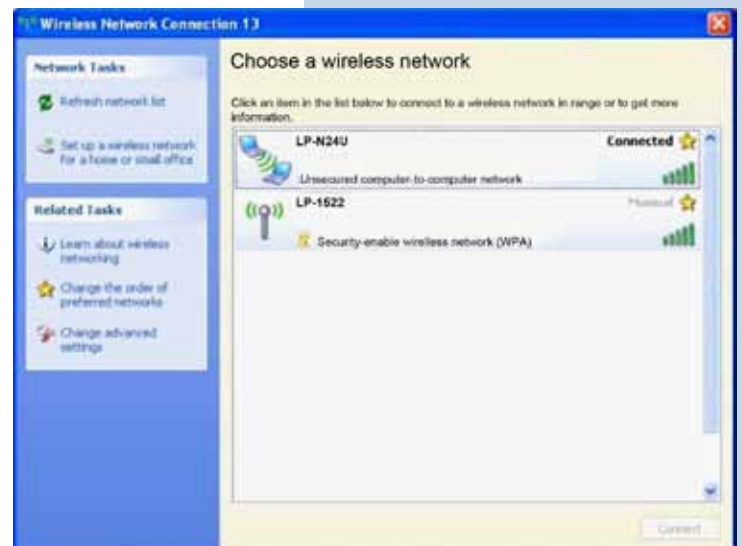 Wireless Network Connection 13
Network Tasks
Refresh network list
Set up a wireless network
for a home or small office
Related Tasks
Learn about wireless
networking
Change the order of
preferred networks
Change advanced
settings
Choose a wireless network
Click an item in the list below to connect to a wireless network in range or to get more
information.
LP-N24U
Connected
Unsecured computer-to-computer network
LP-1522
Manual
Security-enable wireless network (WPA)
Connect